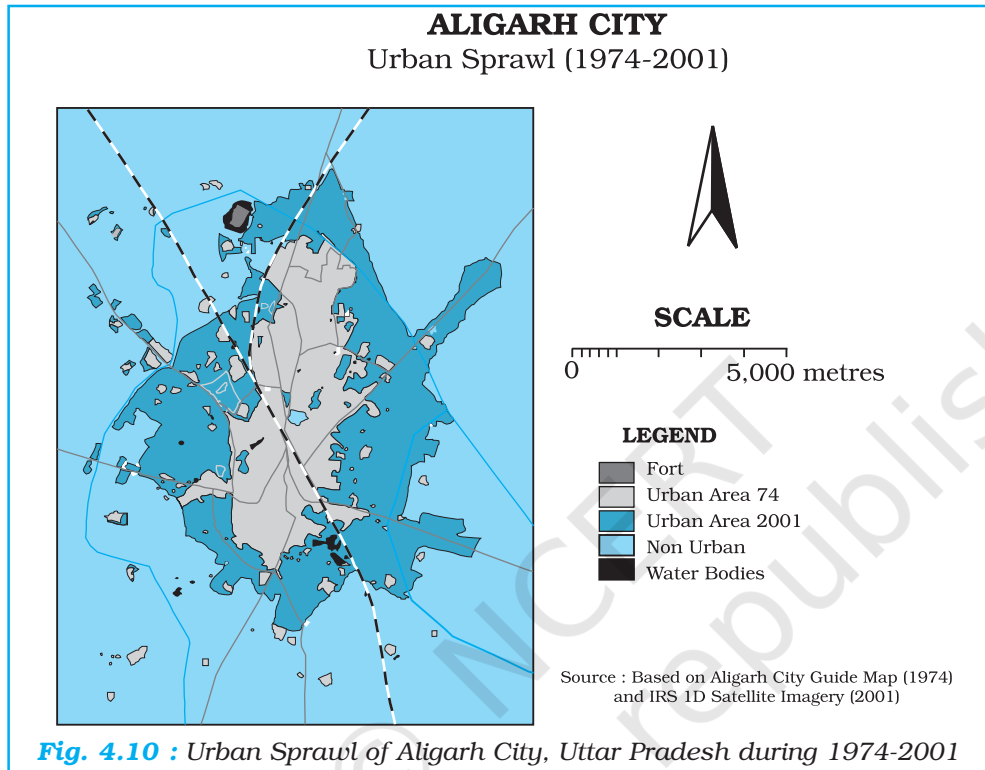 ALIGARH CITY
Urban Sprawl (1974-2001)
SCALE
0 5,000 metres
LEGEND
Fort
Urban Area 74
Urban Area 2001
Non Urban
Water Bodies
Source : Based on Aligarh City Guide Map (1974)
and IRS 1D Satellite Imagery (2001)
© NCERT
republis
Fig. 4.10 : Urban Sprawl of Aligarh City, Uttar Pradesh during 1974-2001